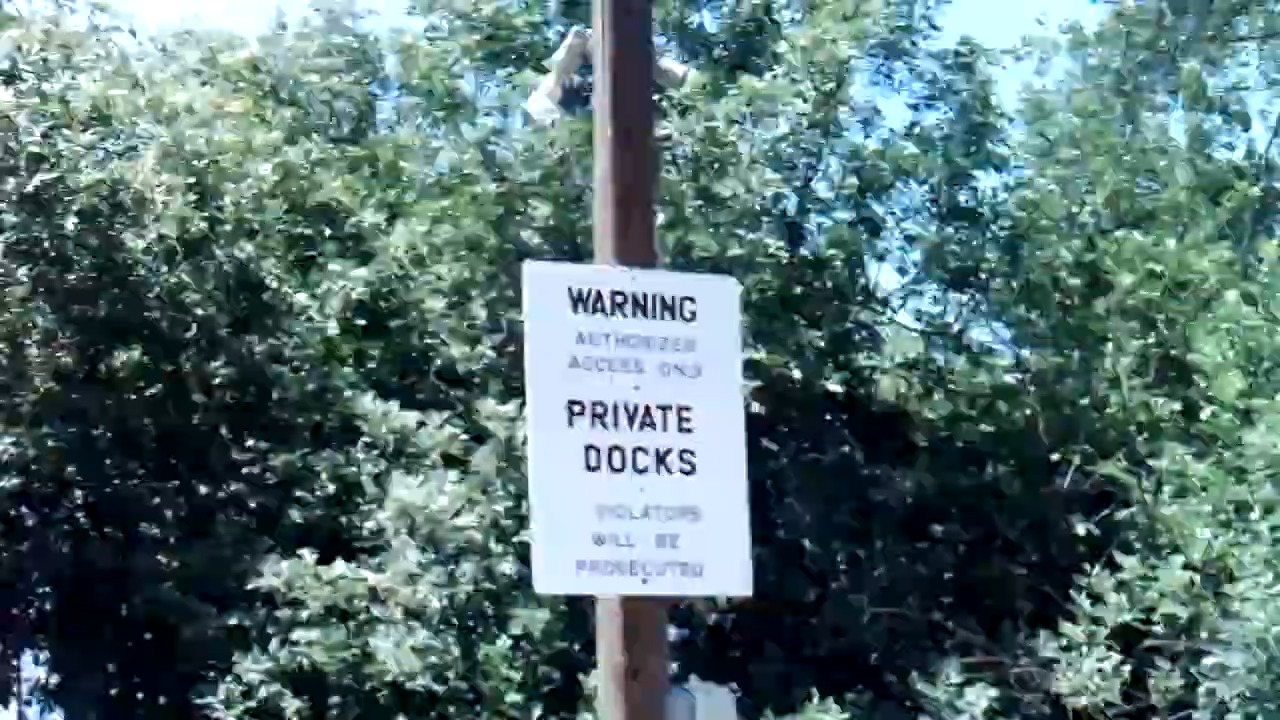 WARNING
AUTHORIZED
ACCESS ONLY
PRIVATE
DOCKS
VIOLATORS
WILL BE
PROSECUTED